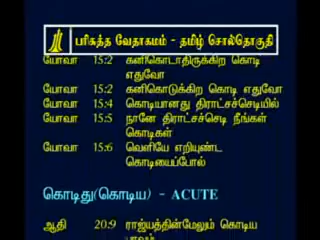 பரிசுத்த வேதாகமம் - தமிழ் சொல்தொகுதி
யோவா 15:2 கனிகொடாதிருக்கிற கொடி
எதுவோ
யோவா 15:2 கனிகொடுக்கிற கொடி எதுவோ
யோவா 15:4 கொடியானது திராட்சச்செடியில்
யோவா 15:5 நானே திராட்சச்செடி நீங்கள்
கொடிகள்
யோவா 15:6 வெளியே எறியுண்ட
கொடியைப்போல்
கொடிது(கொடிய - ACUTE
ஆதி 20:9 ராஜ்யத்தின்மேலும் கொடிய